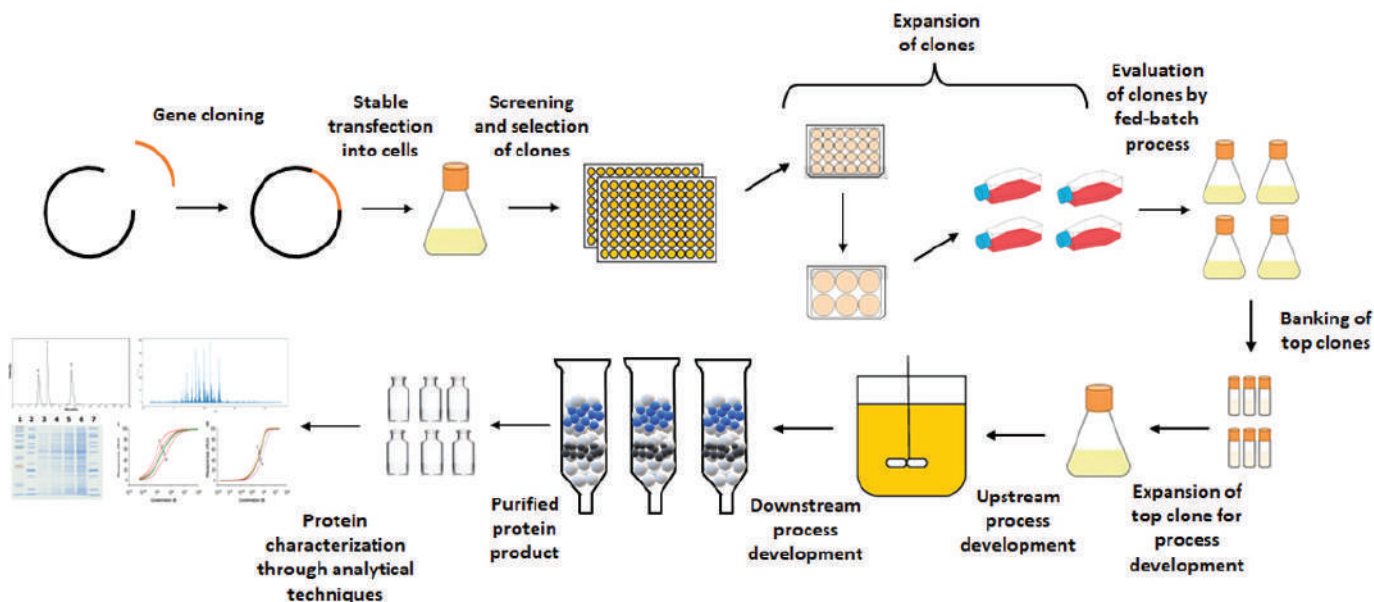 Gene cloning
Stable
transfection
into cells
Screening
and selection
of clones
Expansion
of clones
Evaluation
of clones by
fed-batch
process
Banking of
top clones
Expansion of
top clone for
process
development
Upstream
process
development
Downstream
process
development
Purified
protein
product
Protein
characterization
through analytical
techniques
1 2 3 4 5 6 7